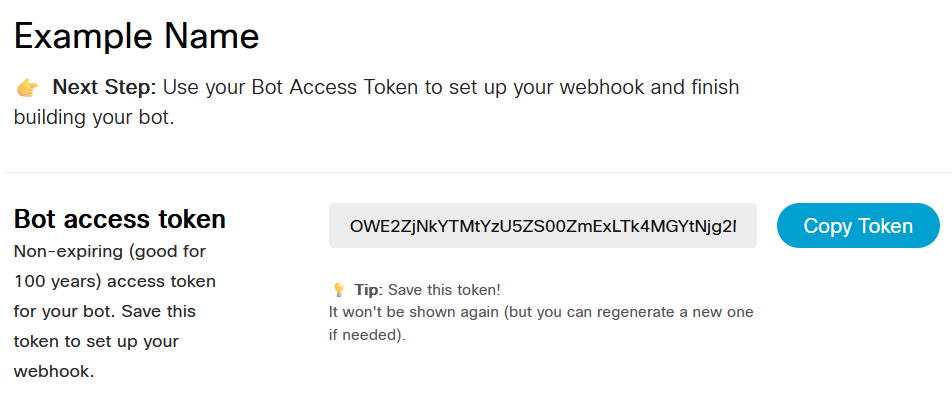 Example Name
👉 Next Step: Use your Bot Access Token to set up your webhook and finish
building your bot.
Bot access token
Non-expiring (good for
100 years) access token
for your bot. Save this
token to set up your
webhook.
OWE2ZjNkYTMtYzU5ZS00ZmExLTk4MGYtNjg2
Copy Token
💡 Tip: Save this token!
It won't be shown again (but you can regenerate a new one
if needed).